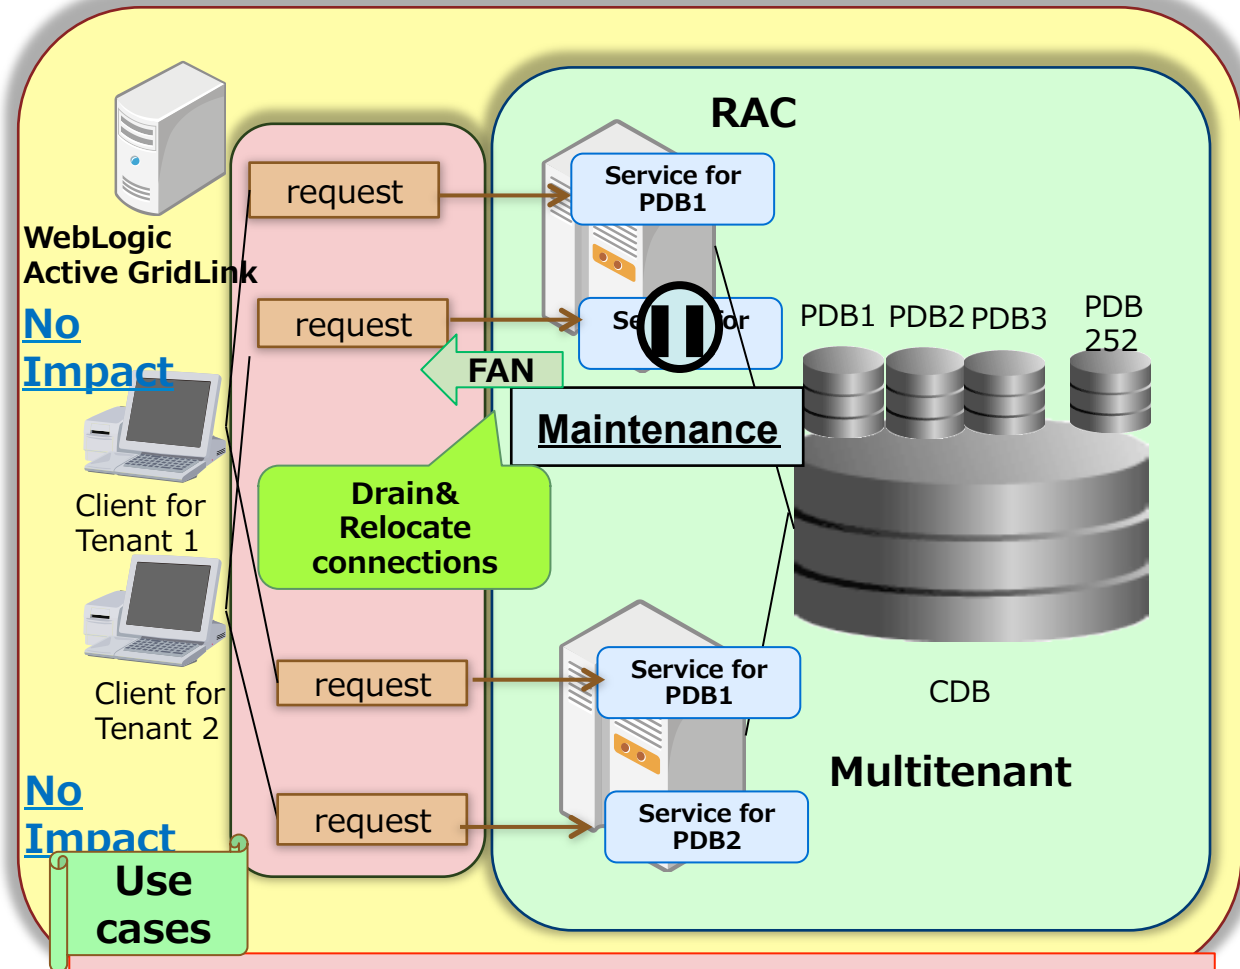 RAC
Service for
PDB1
request
WebLogic
Active GridLink
No
Impact
request
for
PDB1 PDB2 PDB3
PDB
252
FAN
Maintenance
Drain&
Relocate
connections
Client for
Tenant 1
Client for
Tenant 2
request
Service for
PDB1
CDB
Multitenant
No
Impact
request
Service for
PDB2
Use
cases